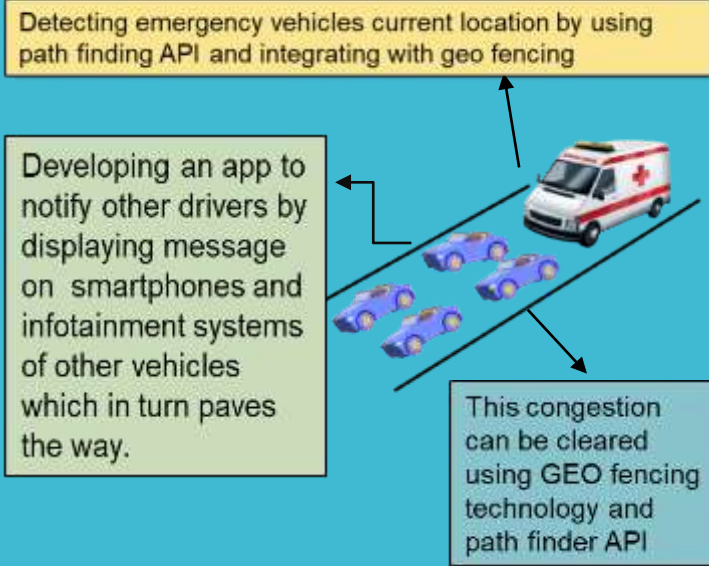 Detecting emergency vehicles current location by using
path finding API and integrating with geo fencing
Developing an app to
notify other drivers by
displaying message
on smartphones and
infotainment systems
of other vehicles
which in turn paves
the way.
This congestion
can be cleared
using GEO fencing
technology and
path finder API